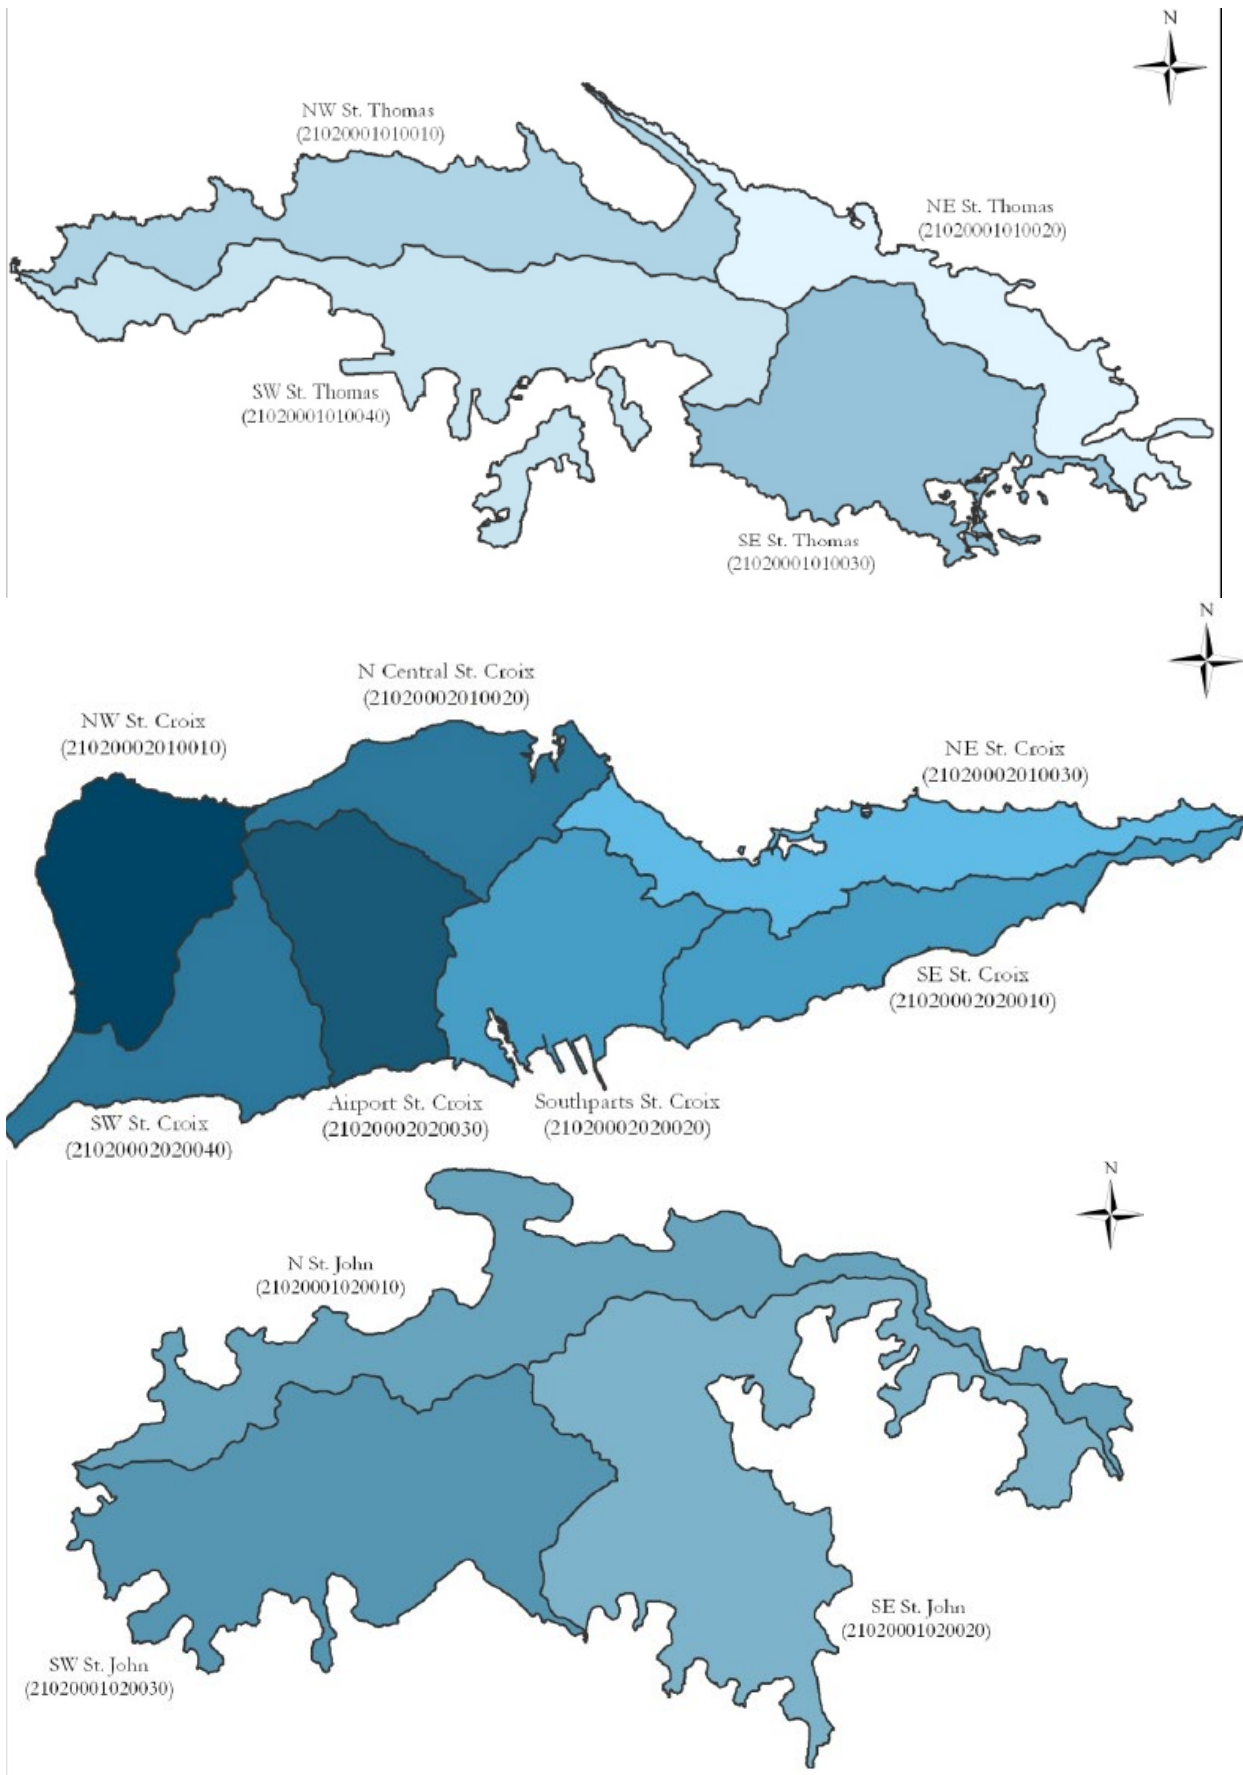 N
NW St. Thomas
(21020001010010)
NE St. Thomas
(21020001010020)
SW St. Thomas
(21020001010040)
SE St. Thomas
(21020001010030)
N
N Central St. Croix
(21020002010020)
NW St. Croix
(21020002010010)
NE St. Croix
(21020002010030)
SE St. Croix
(21020002020010)
Airport St. Croix
(21020002020030)
Southparts St. Croix
(21020002020020)
SW St. Croix
(21020002020040)
N
N St. John
(21020001020010)
SE St. John
(21020001020020)
SW St. John
(21020001020030)